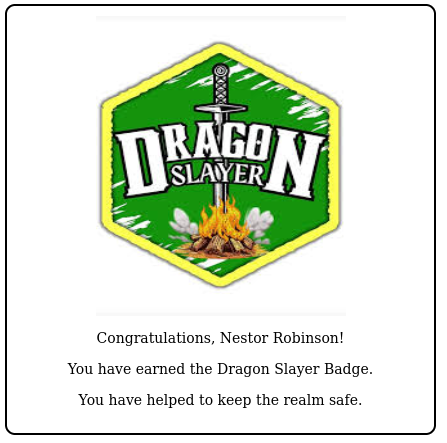 DRAGON
SLAYER
Congratulations, Nestor Robinson!
You have earned the Dragon Slayer Badge.
You have helped to keep the realm safe.